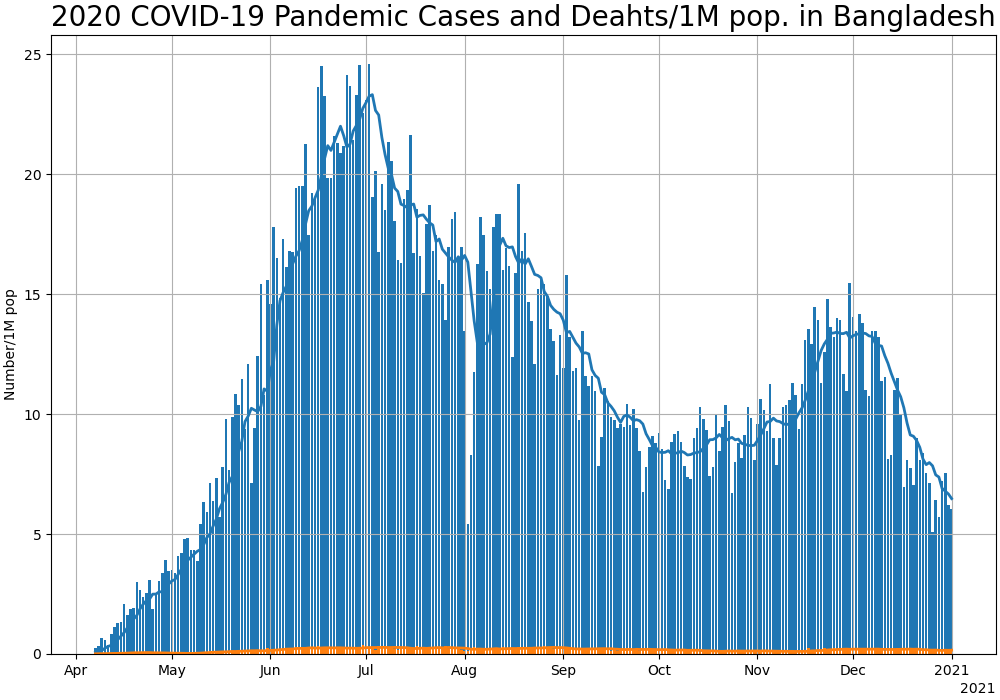 2020 COVID-19 Pandemic Cases and Deahts/1M pop. in Bangladesh
Number/1M pop
25
20
15
10
5
0
Apr May Jun Jul Aug Sep Oct Nov Dec 2021
2021